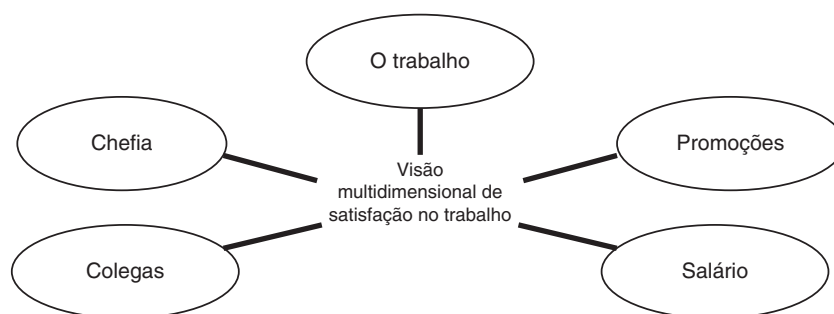 O trabalho
Chefia
Promoções
Visão
multidimensional de
satisfação no trabalho
Colegas
Salário